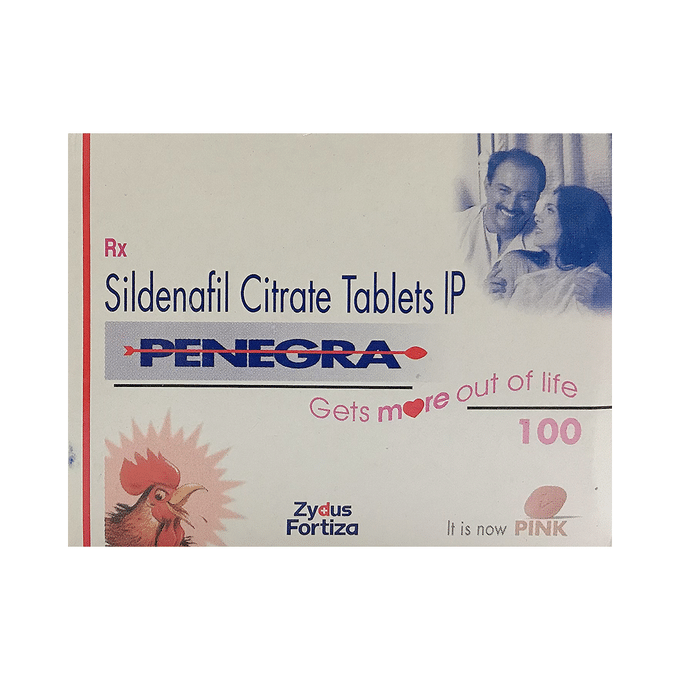 Rx
Sildenafil Citrate Tablets IP
PENEGRA
Gets more out of life
100
Zydus
Fortiza
It is now PINK